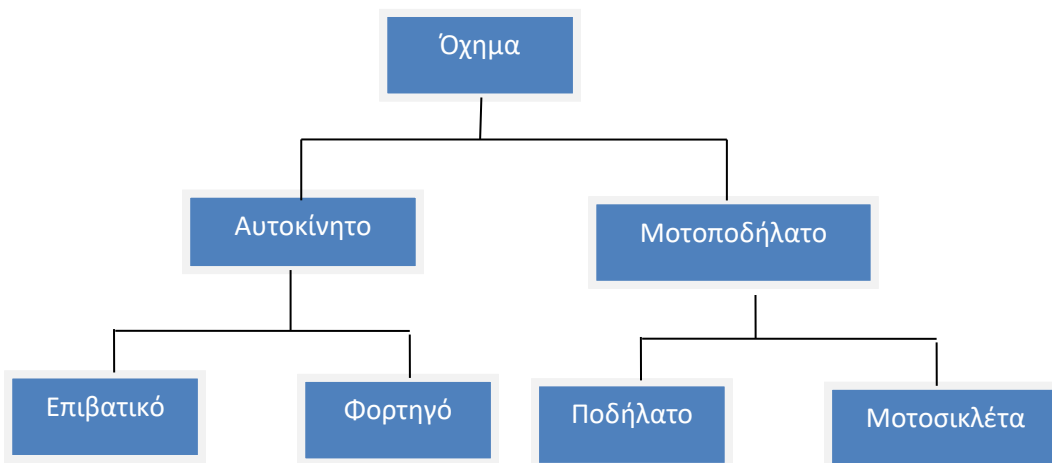 Όχημα
Αυτοκίνητο
Μοτοποδήλατο
Επιβατικό
Φορτηγό
Ποδήλατο
Μοτοσικλέτα